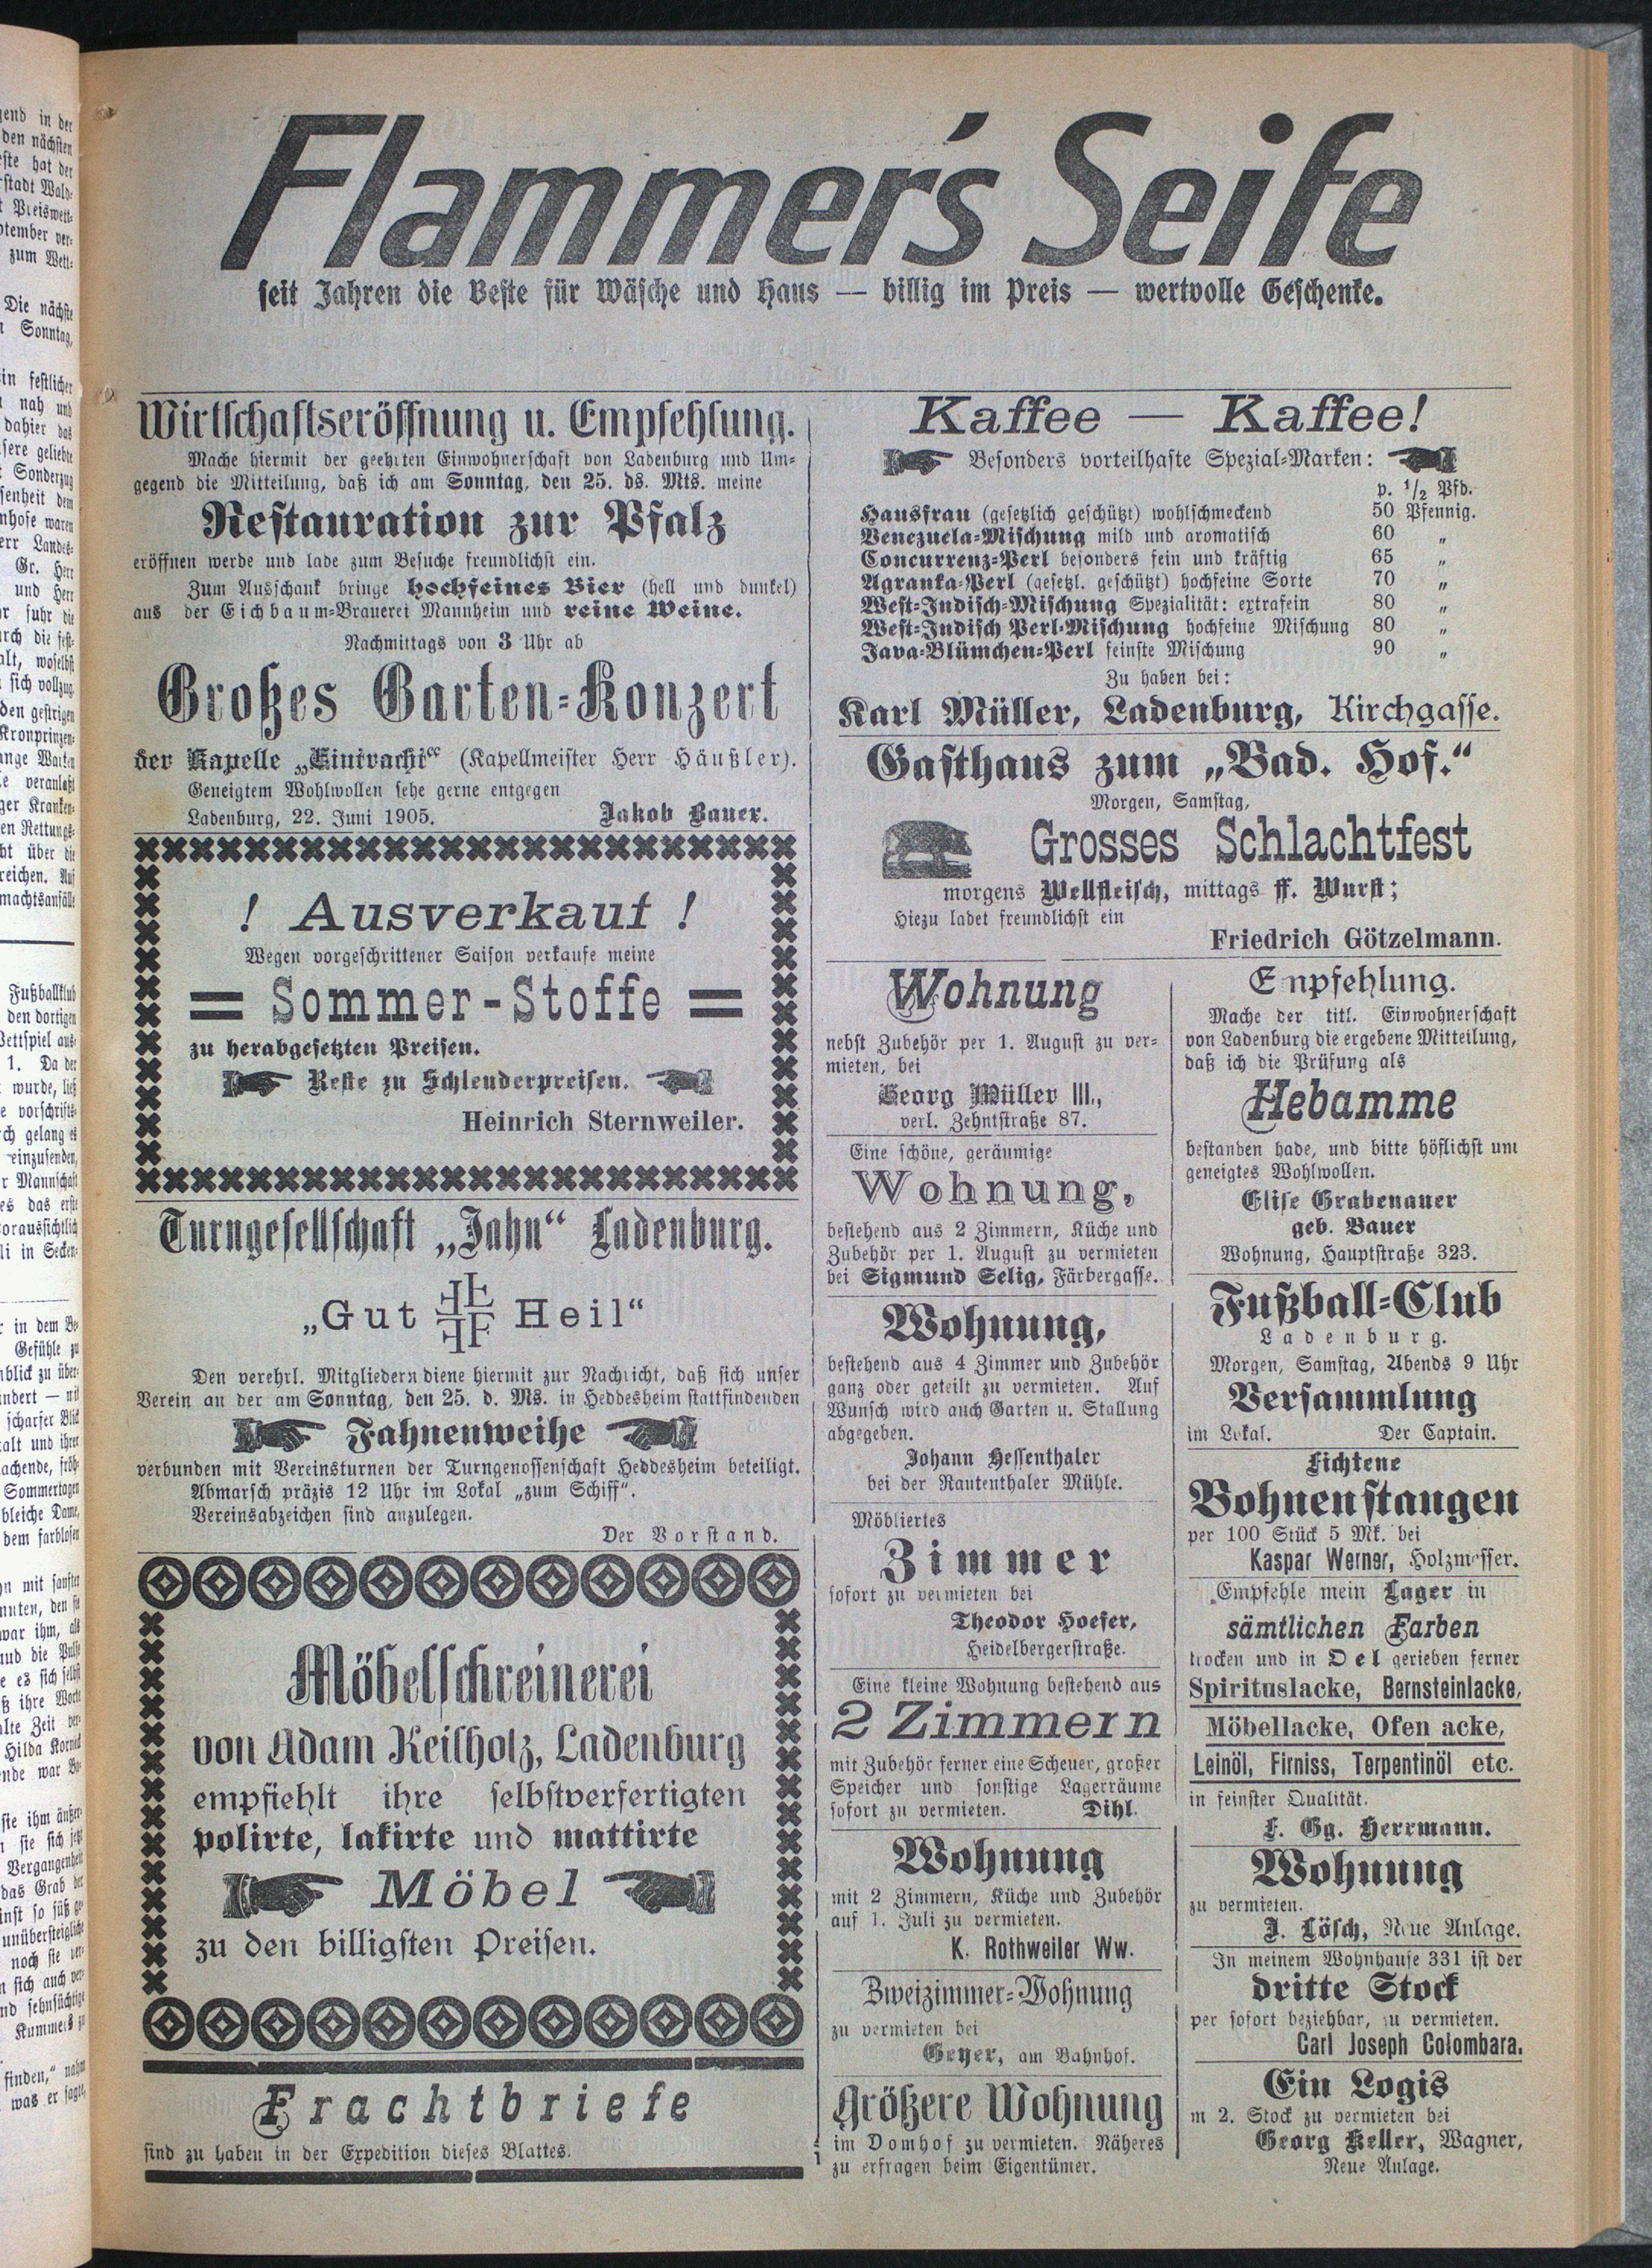 Flammer's Seife
seit Jahren die Beste für Wäsche und Haus — billig im Preis — wertvolle Geschenke.
Wirtschaftseröffnung u. Empfehlung.
Mache hiermit der geehrten Einwohnerschaft von Ladenburg und Um-
gegend die Mitteilung, daß ich am Sonntag, den 25. ds. Mts. meine
Restauration zur Pfalz
eröffnen werde und lade zum Besuche freundlichst ein.
Zum Ausschank bringe hochfeines Bier (hell und dunkel)
aus der Eichbaum-Brauerei Mannheim und reine Weine.
Nachmittags von 3 Uhr ab
Großes Garten-Konzert
der Kapelle „Eintracht“ (Kapellmeister Herr Häußler).
Geneigtem Wohlwollen sehe gerne entgegen
Ladenburg, 22. Juni 1905. Jakob Bauer.
! Ausverkauf !
Wegen vorgeschrittener Saison verkaufe meine
= Sommer-Stoffe =
zu herabgesetzten Preisen.
Reste zu Schleuderpreisen.
Heinrich Sternweiler.
Turngesellschaft „Jahn“ Ladenburg.
„Gut Heil“
Den verehrl. Mitgliedern diene hiermit zur Nachricht, daß sich unser
Verein an der am Sonntag, den 25. d. Ms. in Heddesheim stattfindenden
Fahnenweihe
verbunden mit Vereinsturnen der Turngenossenschaft Heddesheim beteiligt.
Abmarsch präzis 12 Uhr im Lokal „zum Schiff“.
Vereinsabzeichen sind anzulegen.
Der Vorstand.
Möbelschreinerei
von Adam Keilholz, Ladenburg
empfiehlt ihre selbstverfertigten
polirte, lakirte und mattirte
Möbel
zu den billigsten Preisen.
Frachtbriefe
sind zu haben in der Expedition dieses Blattes.
Kaffee — Kaffee!
Besonders vorteilhafte Spezial-Marken:
p. 1/2 Pfd.
Hausfrau (gesetzlich geschützt) wohlschmeckend 50 Pfennig.
Venezuela-Mischung mild und aromatisch 60 „
Concurrenz-Perl besonders fein und kräftig 65 „
Agranka-Perl (gesetzl. geschützt) hochfeine Sorte 70 „
West-Indisch-Mischung Spezialität: extrafein 80 „
West-Indisch Perl-Mischung hochfeine Mischung 80 „
Java-Blümchen-Perl feinste Mischung 90 „
Zu haben bei:
Karl Müller, Ladenburg, Kirchgasse.
Gasthaus zum „Bad. Hof.“
Morgen, Samstag,
Grosses Schlachtfest
morgens Wellfleisch, mittags ff. Wurst;
Hiezu ladet freundlichst ein
Friedrich Götzelmann.
Wohnung
nebst Zubehör per 1. August zu ver-
mieten, bei
Georg Müller III.,
verl. Zehntstraße 87.
Eine schöne, geräumige
Wohnung,
bestehend aus 2 Zimmern, Küche und
Zubehör per 1. August zu vermieten
bei Sigmund Selig, Färbergasse.
Wohnung,
bestehend aus 4 Zimmer und Zubehör
ganz oder geteilt zu vermieten. Auf
Wunsch wird auch Garten u. Stallung
abgegeben.
Johann Hessenthaler
bei der Rautenthaler Mühle.
Möbliertes
Zimmer
sofort zu vermieten bei
Theodor Hoefer,
Heidelbergerstraße.
Eine kleine Wohnung bestehend aus
2 Zimmern
mit Zubehör ferner eine Scheuer, großer
Speicher und sonstige Lagerräume
sofort zu vermieten. Dihl.
Wohnung
mit 2 Zimmern, Küche und Zubehör
auf 1. Juli zu vermieten.
K. Rothweiler Ww.
Zweizimmer-Wohnung
zu vermieten bei
Geyer, am Bahnhof.
Größere Wohnung
im Domhof zu vermieten. Näheres
zu erfragen beim Eigentümer.
E npfehlung.
Mache der titl. Einwohnerschaft
von Ladenburg die ergebene Mitteilung,
daß ich die Prüfung als
Hebamme
bestanden hade, und bitte höflichst um
geneigtes Wohlwollen.
Elise Grabenauer
geb. Bauer
Wohnung, Hauptstraße 323.
Fußball-Club
Ladenburg.
Morgen, Samstag, Abends 9 Uhr
Versammlung
im Lokal. Der Captain.
Fichtene
Bohnenstangen
per 100 Stück 5 Mk. bei
Kaspar Werner, Holzmesser.
Empfehle mein Lager in
sämtlichen Farben
trocken und in Oel gerieben ferner
Spirituslacke, Bernsteinlacke,
Möbellacke, Ofen acke,
Leinöl, Firniss, Terpentinöl etc.
in feinster Qualität.
F. Gg. Herrmann.
Wohnung
zu vermieten.
J. Lösch, Neue Anlage.
In meinem Wohnhause 331 ist der
dritte Stock
per sofort beziehbar, zu vermieten.
Carl Joseph Colombara.
Ein Logis
m 2. Stock zu vermieten bei
Georg Keller, Wagner,
Neue Anlage.